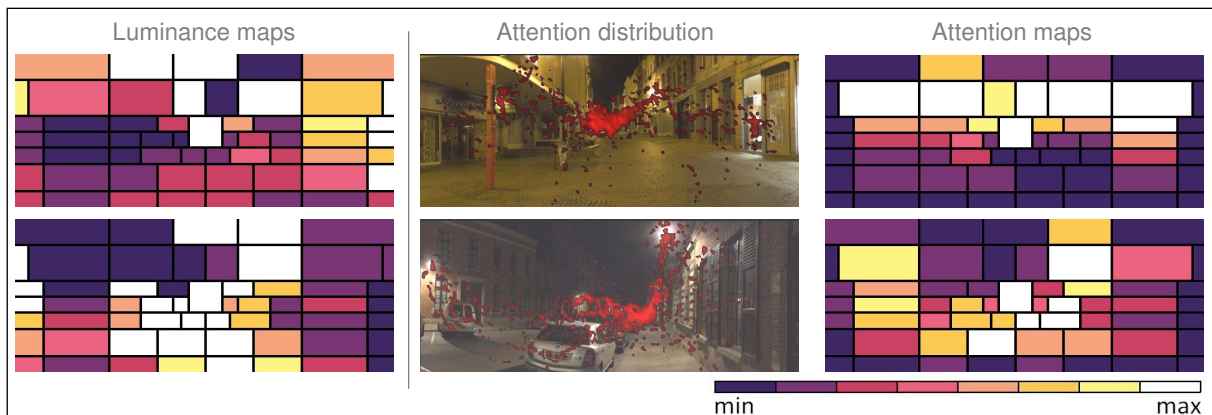 Luminance maps
Attention distribution
Attention maps
min
max